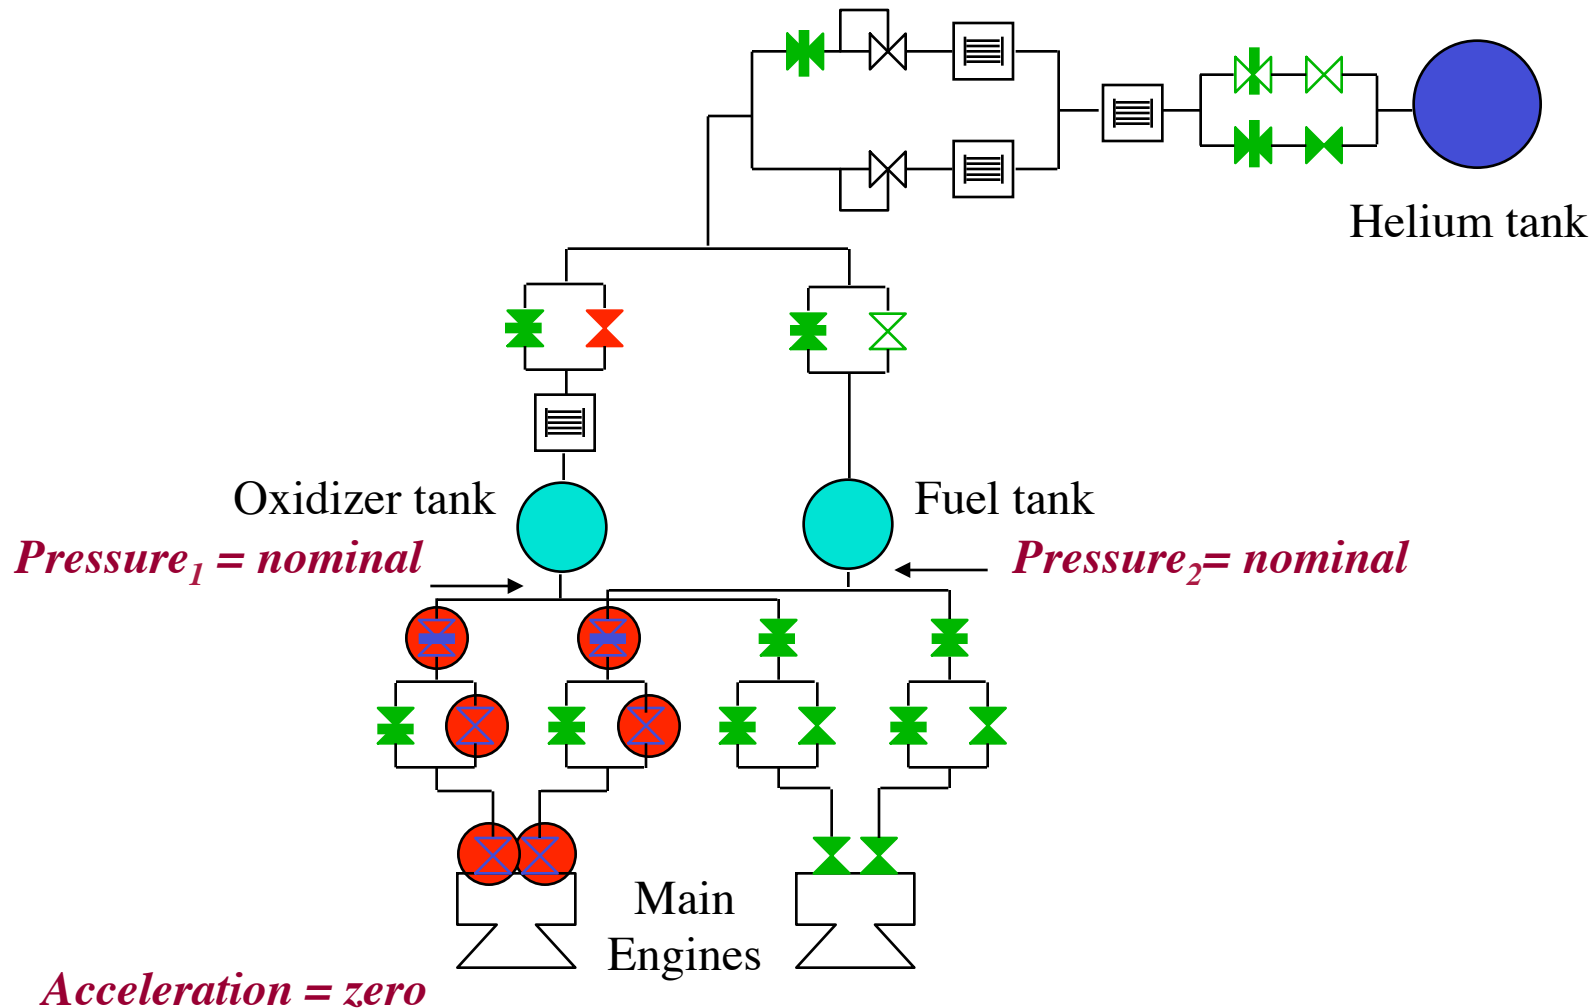 Helium tank
Oxidizer tank
Fuel tank
Pressure1 = nominal
Pressure2= nominal
Main
Engines
Acceleration = zero